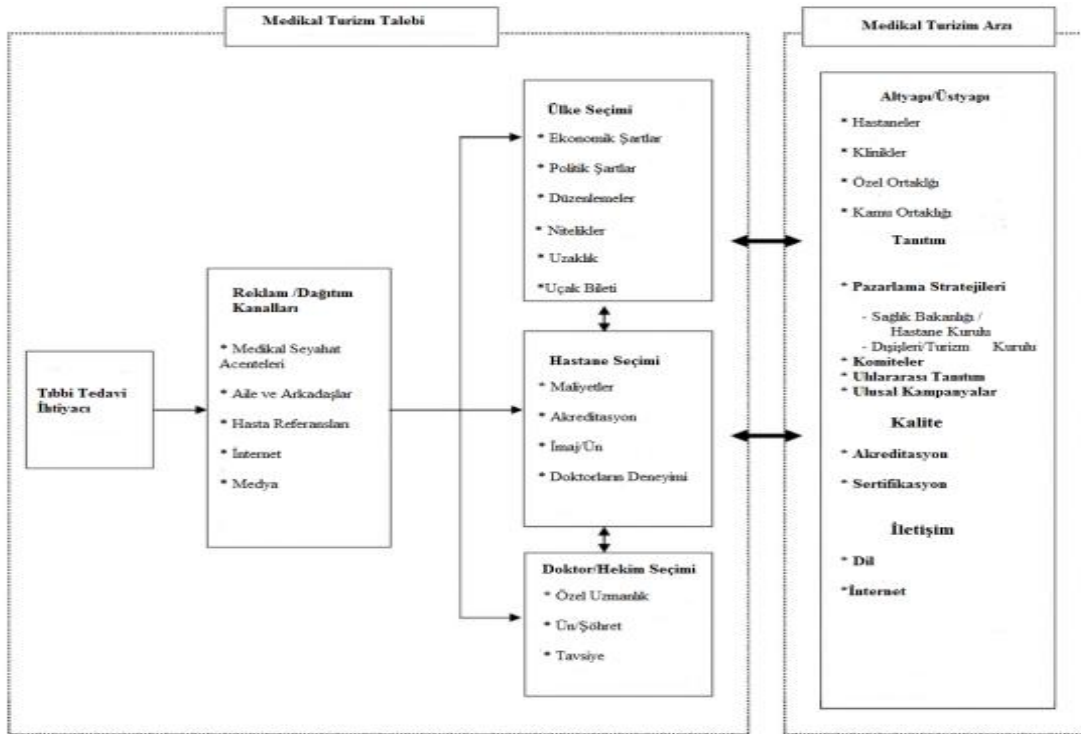 Medikal Turizm Talebi
Tıbbi Tedavi
İhtiyacı
Reklam /Dağıtım
Kanalları
* Medikal Seyahat
Acenteleri
* Aile ve Arkadaşlar
* Hasta Referansları
* İnternet
* Medya
Ülke Seçimi
* Ekonomik Şartlar
* Politik Şartlar
* Düzenlemeler
* Nitelikler
* Uzaklık
*Uçak Bileti
Hastane Seçimi
* Maliyetler
* Akreditasyon
* İmaj/Ün
* Doktorların Deneyimi
Doktor/Hekim Seçimi
* Özel Uzmanlık
* Ün/Şöhret
* Tavsiye
Medikal Turizim Arzı
Altyapı/Üstyapı
* Hastaneler
* Klinikler
* Özel Ortaklğı
* Kamu Ortaklığı
Tanıtım
* Pazarlama Stratejileri
- Sağlık Bakanlığı /
Hastane Kurulu
- Dışişleri/Turizm Kurulu
* Komiteler
* Uluslararası Tanıtım
* Ulusal Kampanyalar
Kalite
* Akreditasyon
* Sertifikasyon
İletişim
* Dil
*İnternet